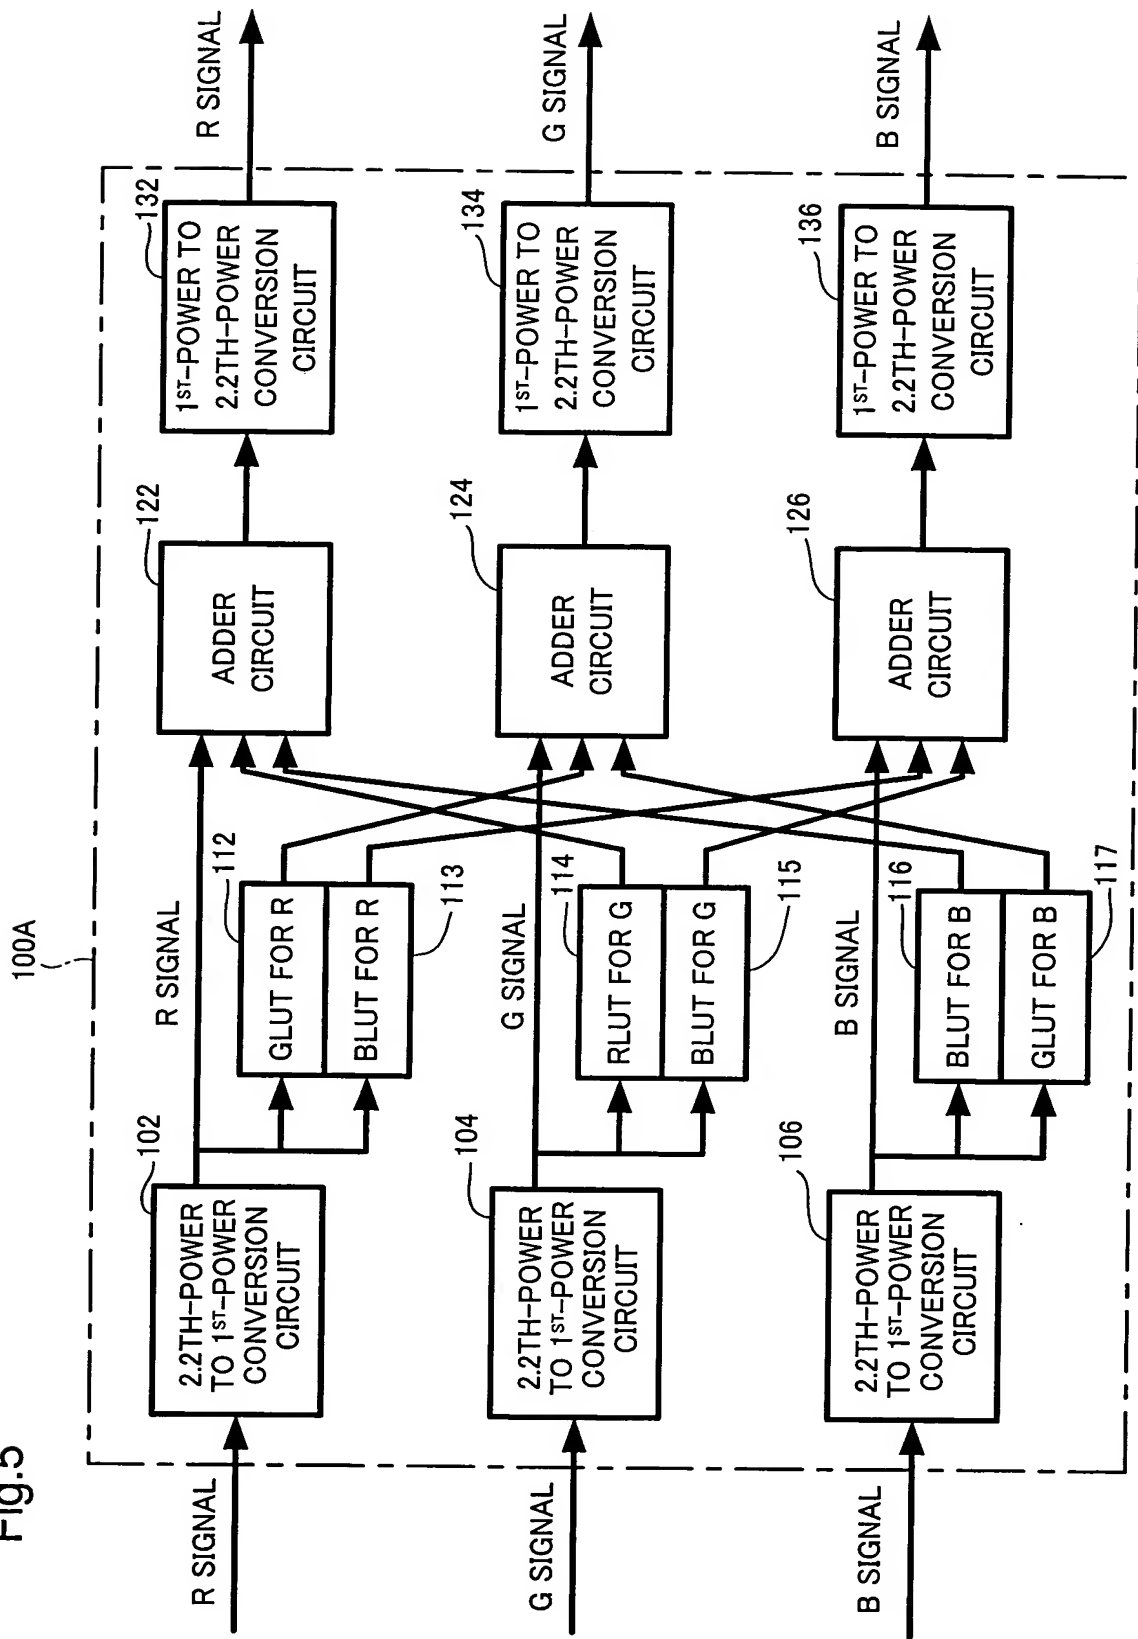 Fig.5
100A
R SIGNAL
2.2TH-POWER
TO 1ST-POWER
CONVERSION
CIRCUIT
102
R SIGNAL
GLUT FOR R
112
BLUT FOR R
113
ADDER
CIRCUIT
122
1ST-POWER TO
2.2TH-POWER
CONVERSION
CIRCUIT
132
R SIGNAL
G SIGNAL
2.2TH-POWER
TO 1ST-POWER
CONVERSION
CIRCUIT
104
G SIGNAL
RLUT FOR G
114
BLUT FOR G
115
ADDER
CIRCUIT
124
1ST-POWER TO
2.2TH-POWER
CONVERSION
CIRCUIT
134
G SIGNAL
B SIGNAL
2.2TH-POWER
TO 1ST-POWER
CONVERSION
CIRCUIT
106
B SIGNAL
BLUT FOR B
116
GLUT FOR B
117
ADDER
CIRCUIT
126
1ST-POWER TO
2.2TH-POWER
CONVERSION
CIRCUIT
136
B SIGNAL